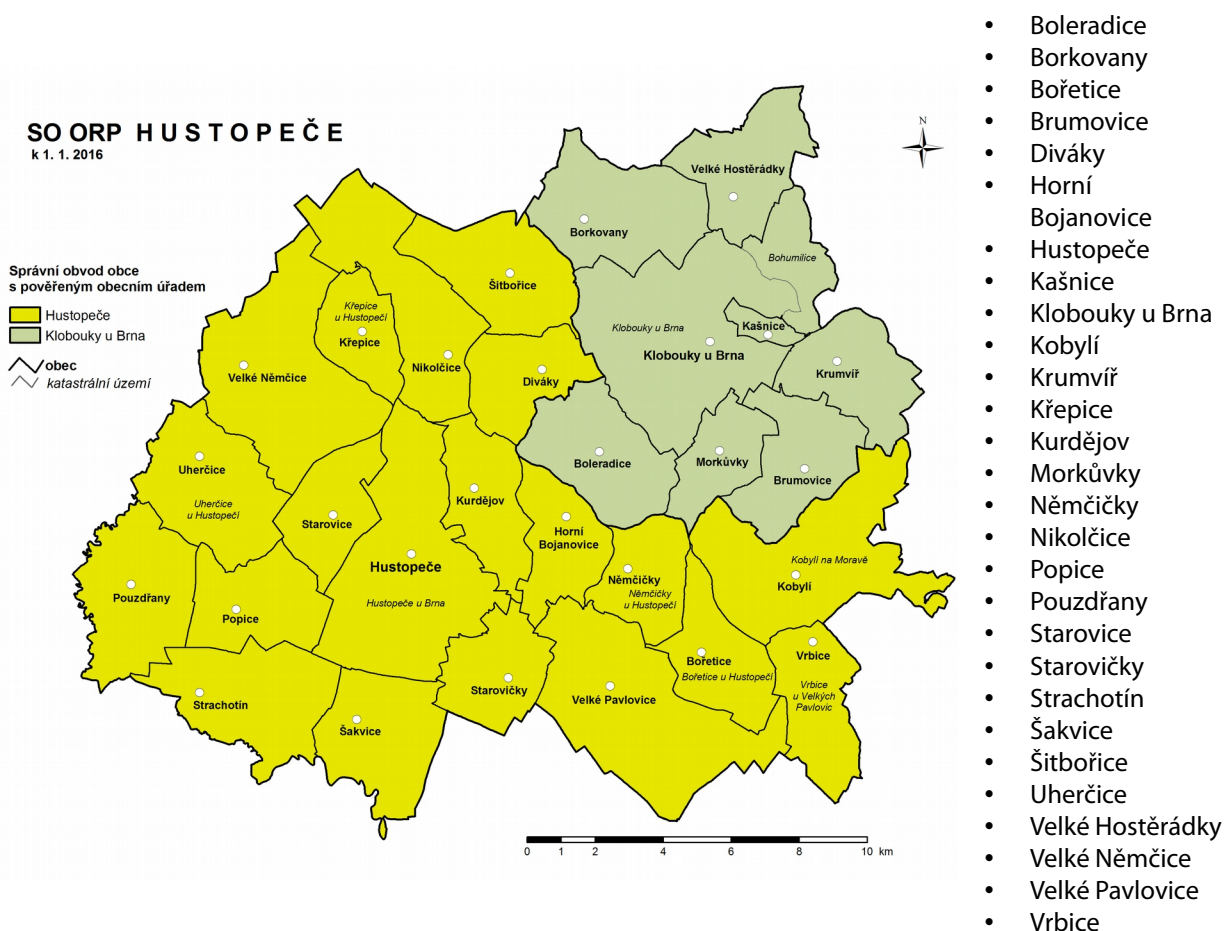 SO ORP HUSTOPEČE
k 1. 1. 2016
Správní obvod obce
s pověřeným obecním úřadem
Hustopeče
Klobouky u Brna
obec
katastrální území
N
Velké Hostěrádky
Borkovany
Bohumilice
Šitbořice
Křepice
u Hustopečí
Křepice
Klobouky u Brna
Kašnice
Klobouky u Brna
Nikolčice
Krumvíř
Velké Němčice
Diváky
Uherčice
Boleradice
Morkůvky
Brumovice
Uherčice
u Hustopečí
Kurdějov
Starovice
Horní
Bojanovice
Kobylí na Moravě
Hustopeče
Němčičky
Kobylí
Pouzdřany
Hustopeče u Brna
Němčičky
u Hustopečí
Popice
Vrbice
Bořetice
Bořetice u Hustopečí
Starovičky
Velké Pavlovice
Vrbice
u Velkých
Pavlovic
Strachotín
Šakvice
0 1 2 4 6 8 10 km
• Boleradice
• Borkovany
• Bořetice
• Brumovice
• Diváky
• Horní
Bojanovice
• Hustopeče
• Kašnice
• Klobouky u Brna
• Kobylí
• Krumvíř
• Křepice
• Kurdějov
• Morkůvky
• Němčičky
• Nikolčice
• Popice
• Pouzdřany
• Starovice
• Starovičky
• Strachotín
• Šakvice
• Šitbořice
• Uherčice
• Velké Hostěrádky
• Velké Němčice
• Velké Pavlovice
• Vrbice